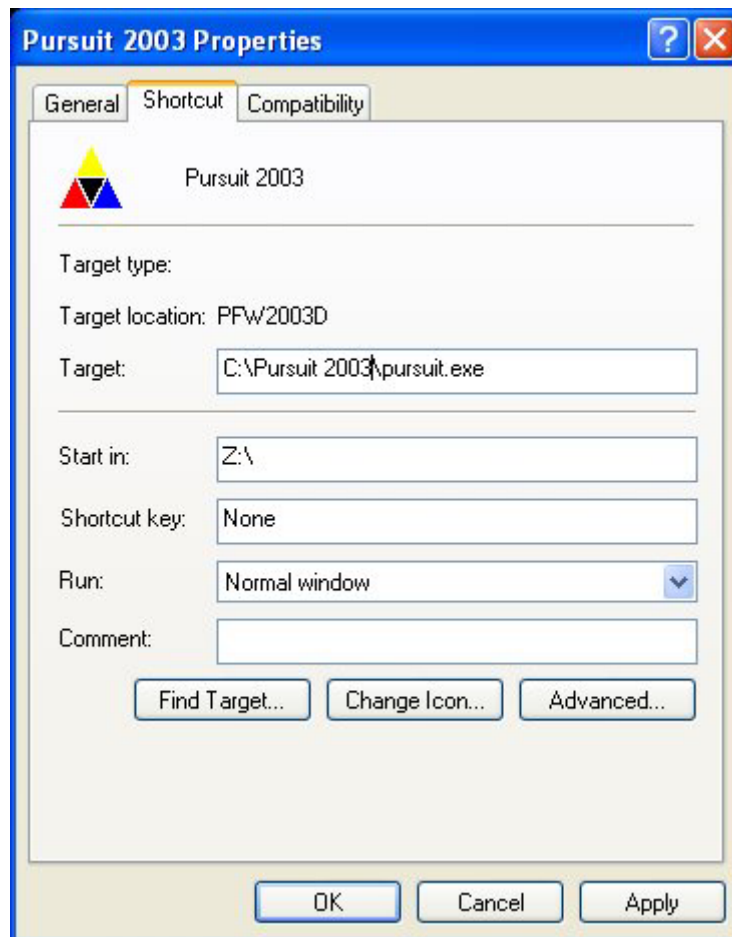 Pursuit 2003 Properties
General Shortcut Compatibility
Pursuit 2003
Target type:
Target location: PFW2003D
Target: C:\Pursuit 2003\pursuit.exe
Start in: Z:\
Shortcut key: None
Run: Normal window
Comment:
Find Target... Change Icon... Advanced...
OK Cancel Apply